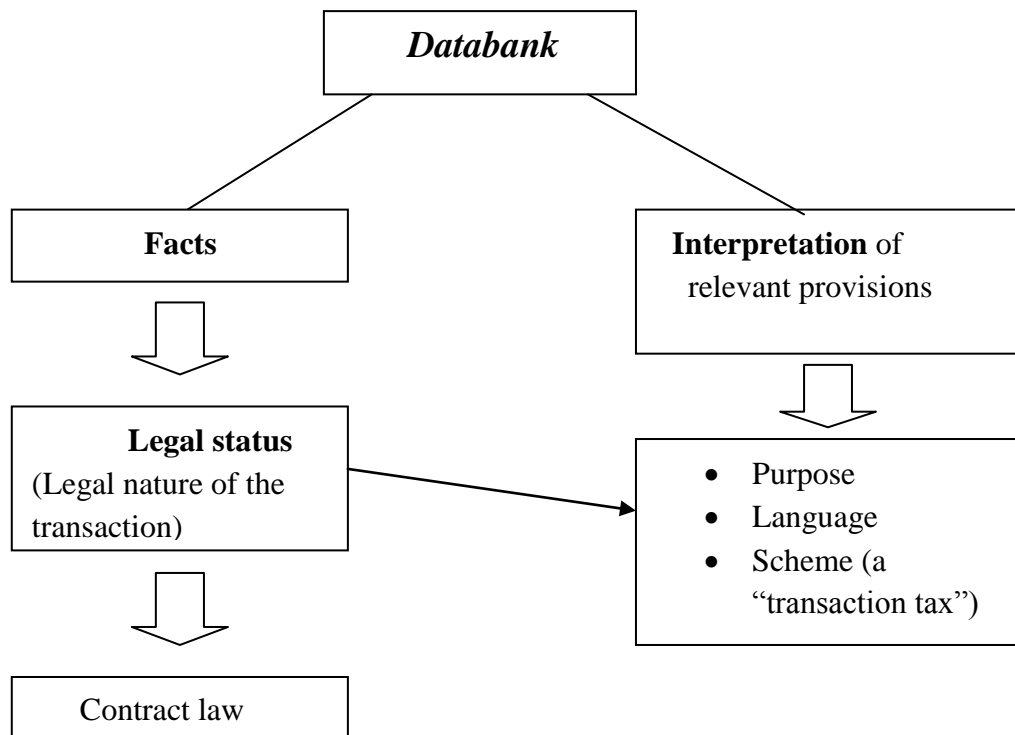 Databank
Facts
Interpretation of
relevant provisions
Legal status
(Legal nature of the
transaction)
• Purpose
• Language
• Scheme (a
“transaction tax”)
Contract law